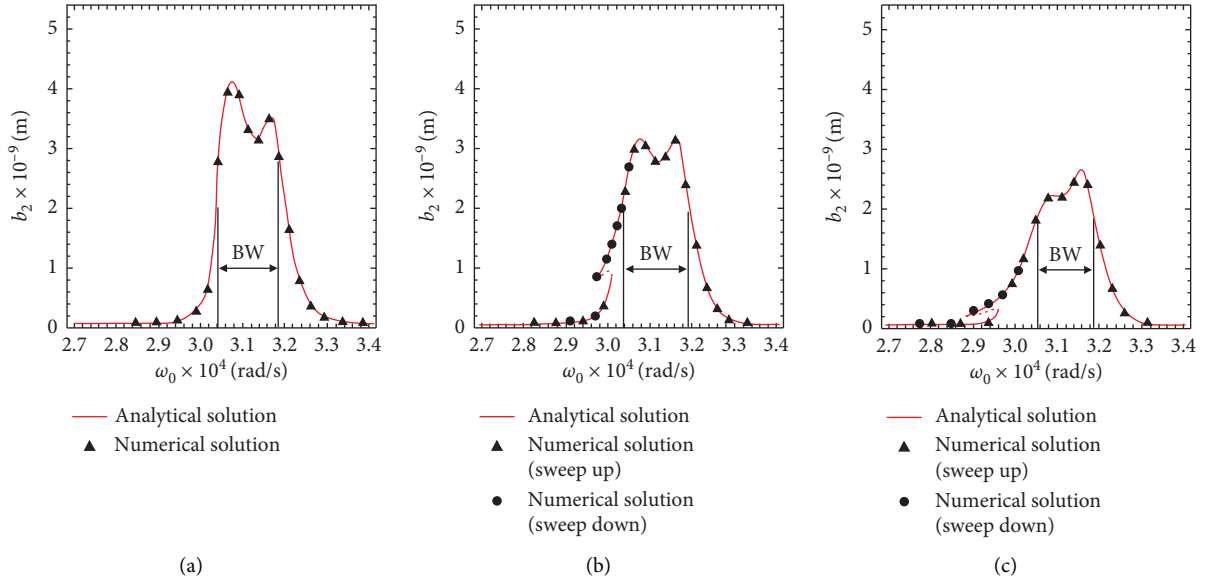 5
4
3
2
1
0
b₂ × 10⁻⁹ (m)
BW
2.7 2.8 2.9 3.0 3.1 3.2 3.3 3.4
ω₀ × 10⁴ (rad/s)
Analytical solution
Numerical solution
(a)
5
4
3
2
1
0
b₂ × 10⁻⁹ (m)
BW
2.7 2.8 2.9 3.0 3.1 3.2 3.3 3.4
ω₀ × 10⁴ (rad/s)
Analytical solution
Numerical solution
(sweep up)
Numerical solution
(sweep down)
(b)
5
4
3
2
1
0
b₂ × 10⁻⁹ (m)
BW
2.7 2.8 2.9 3.0 3.1 3.2 3.3 3.4
ω₀ × 10⁴ (rad/s)
Analytical solution
Numerical solution
(sweep up)
Numerical solution
(sweep down)
(c)